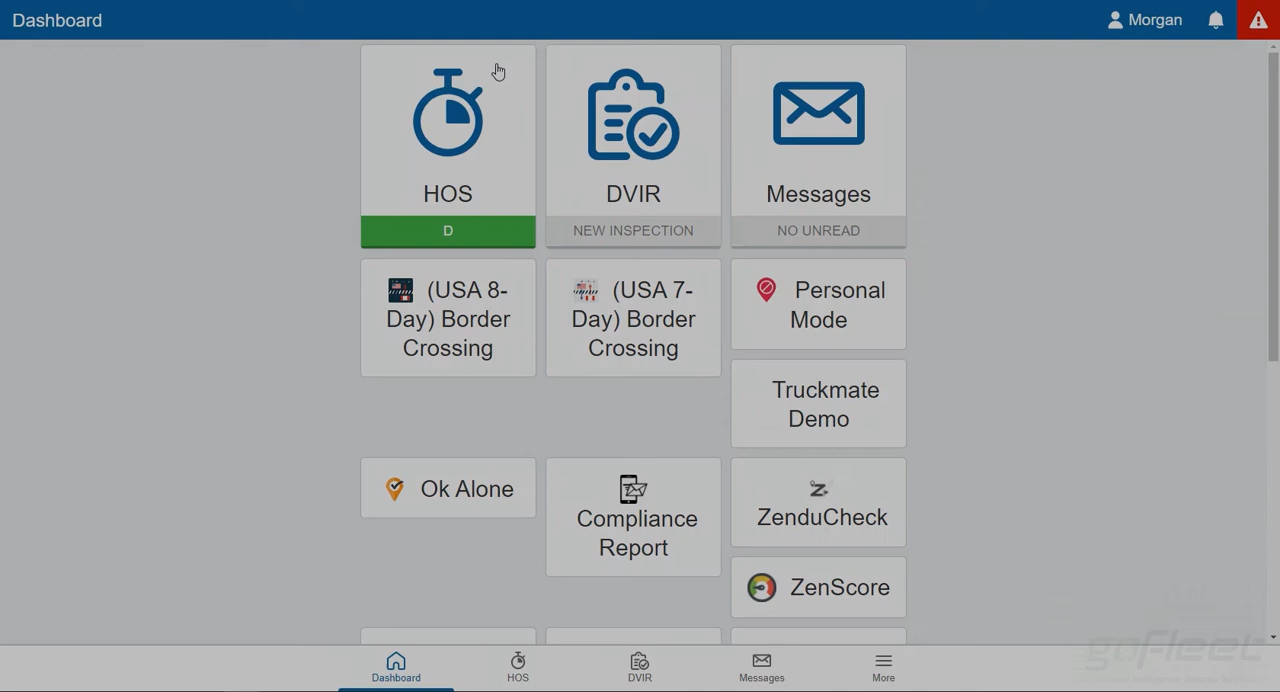 Dashboard
Morgan
HOS
DVIR
Messages
D
NEW INSPECTION
NO UNREAD
(USA 8-
Day) Border
Crossing
(USA 7-
Day) Border
Crossing
Personal
Mode
Truckmate
Demo
Ok Alone
Compliance
Report
ZenduCheck
ZenScore
goFleet
Dashboard
HOS
DVIR
Messages
More